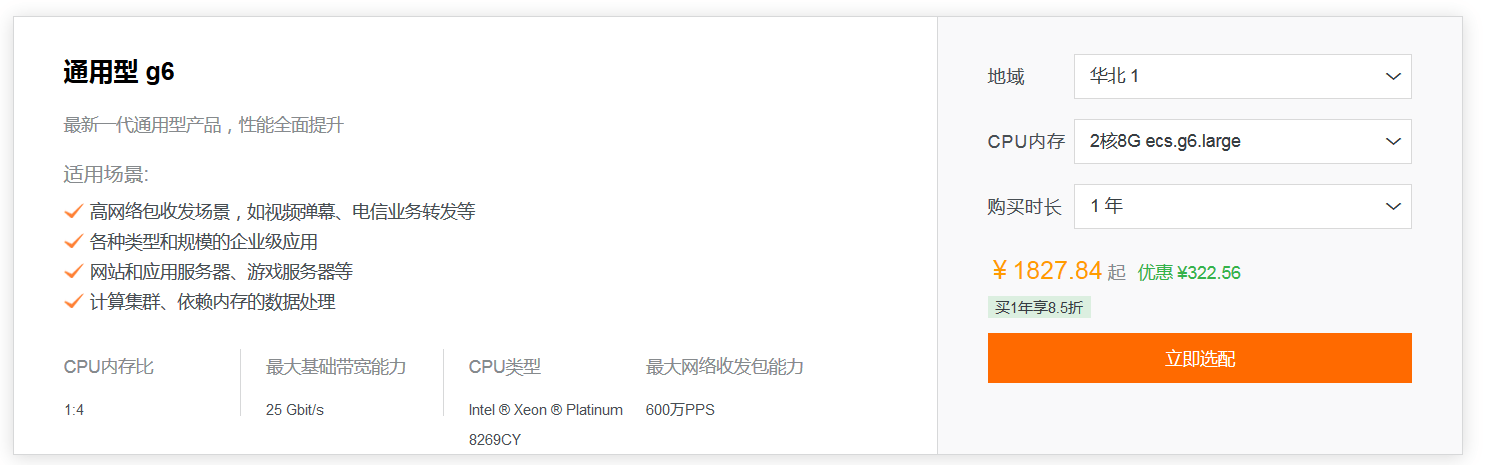 通用型 g6
最新一代通用型产品，性能全面提升
适用场景:
高网络包收发场景，如视频弹幕、电信业务转发等
各种类型和规模的企业级应用
网站和应用服务器、游戏服务器等
计算集群、依赖内存的数据处理
CPU内存比
1:4
最大基础带宽能力
25 Gbit/s
CPU类型
Intel ® Xeon ® Platinum
8269CY
最大网络收发包能力
600万PPS
地域 华北 1
CPU内存 2核8G ecs.g6.large
购买时长 1 年
¥ 1827.84 起 优惠 ¥322.56
买1年享8.5折
立即选配